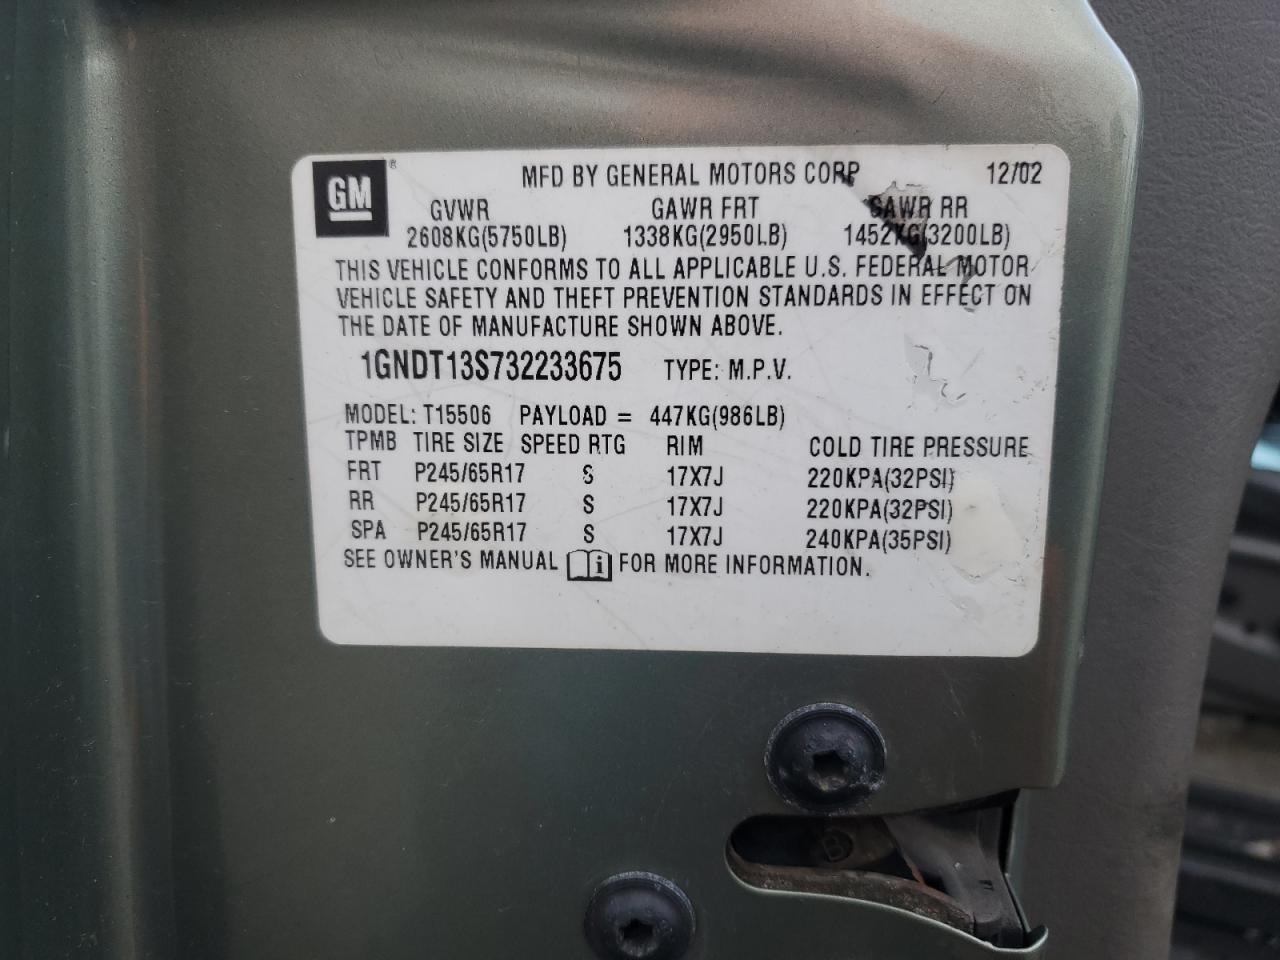 GM ® MFD BY GENERAL MOTORS CORP 12/02
GVWR GAWR FRT GAWR RR
2608KG(5750LB) 1338KG(2950LB) 1452KG(3200LB)
THIS VEHICLE CONFORMS TO ALL APPLICABLE U.S. FEDERAL MOTOR
VEHICLE SAFETY AND THEFT PREVENTION STANDARDS IN EFFECT ON
THE DATE OF MANUFACTURE SHOWN ABOVE.
1GNDT13S732233675 TYPE: M.P.V.
MODEL: T15506 PAYLOAD = 447KG(986LB)
TPMB TIRE SIZE SPEED RTG RIM COLD TIRE PRESSURE
FRT P245/65R17 S 17X7J 220KPA(32PSI)
RR P245/65R17 S 17X7J 220KPA(32PSI)
SPA P245/65R17 S 17X7J 240KPA(35PSI)
SEE OWNER'S MANUAL i FOR MORE INFORMATION.
B